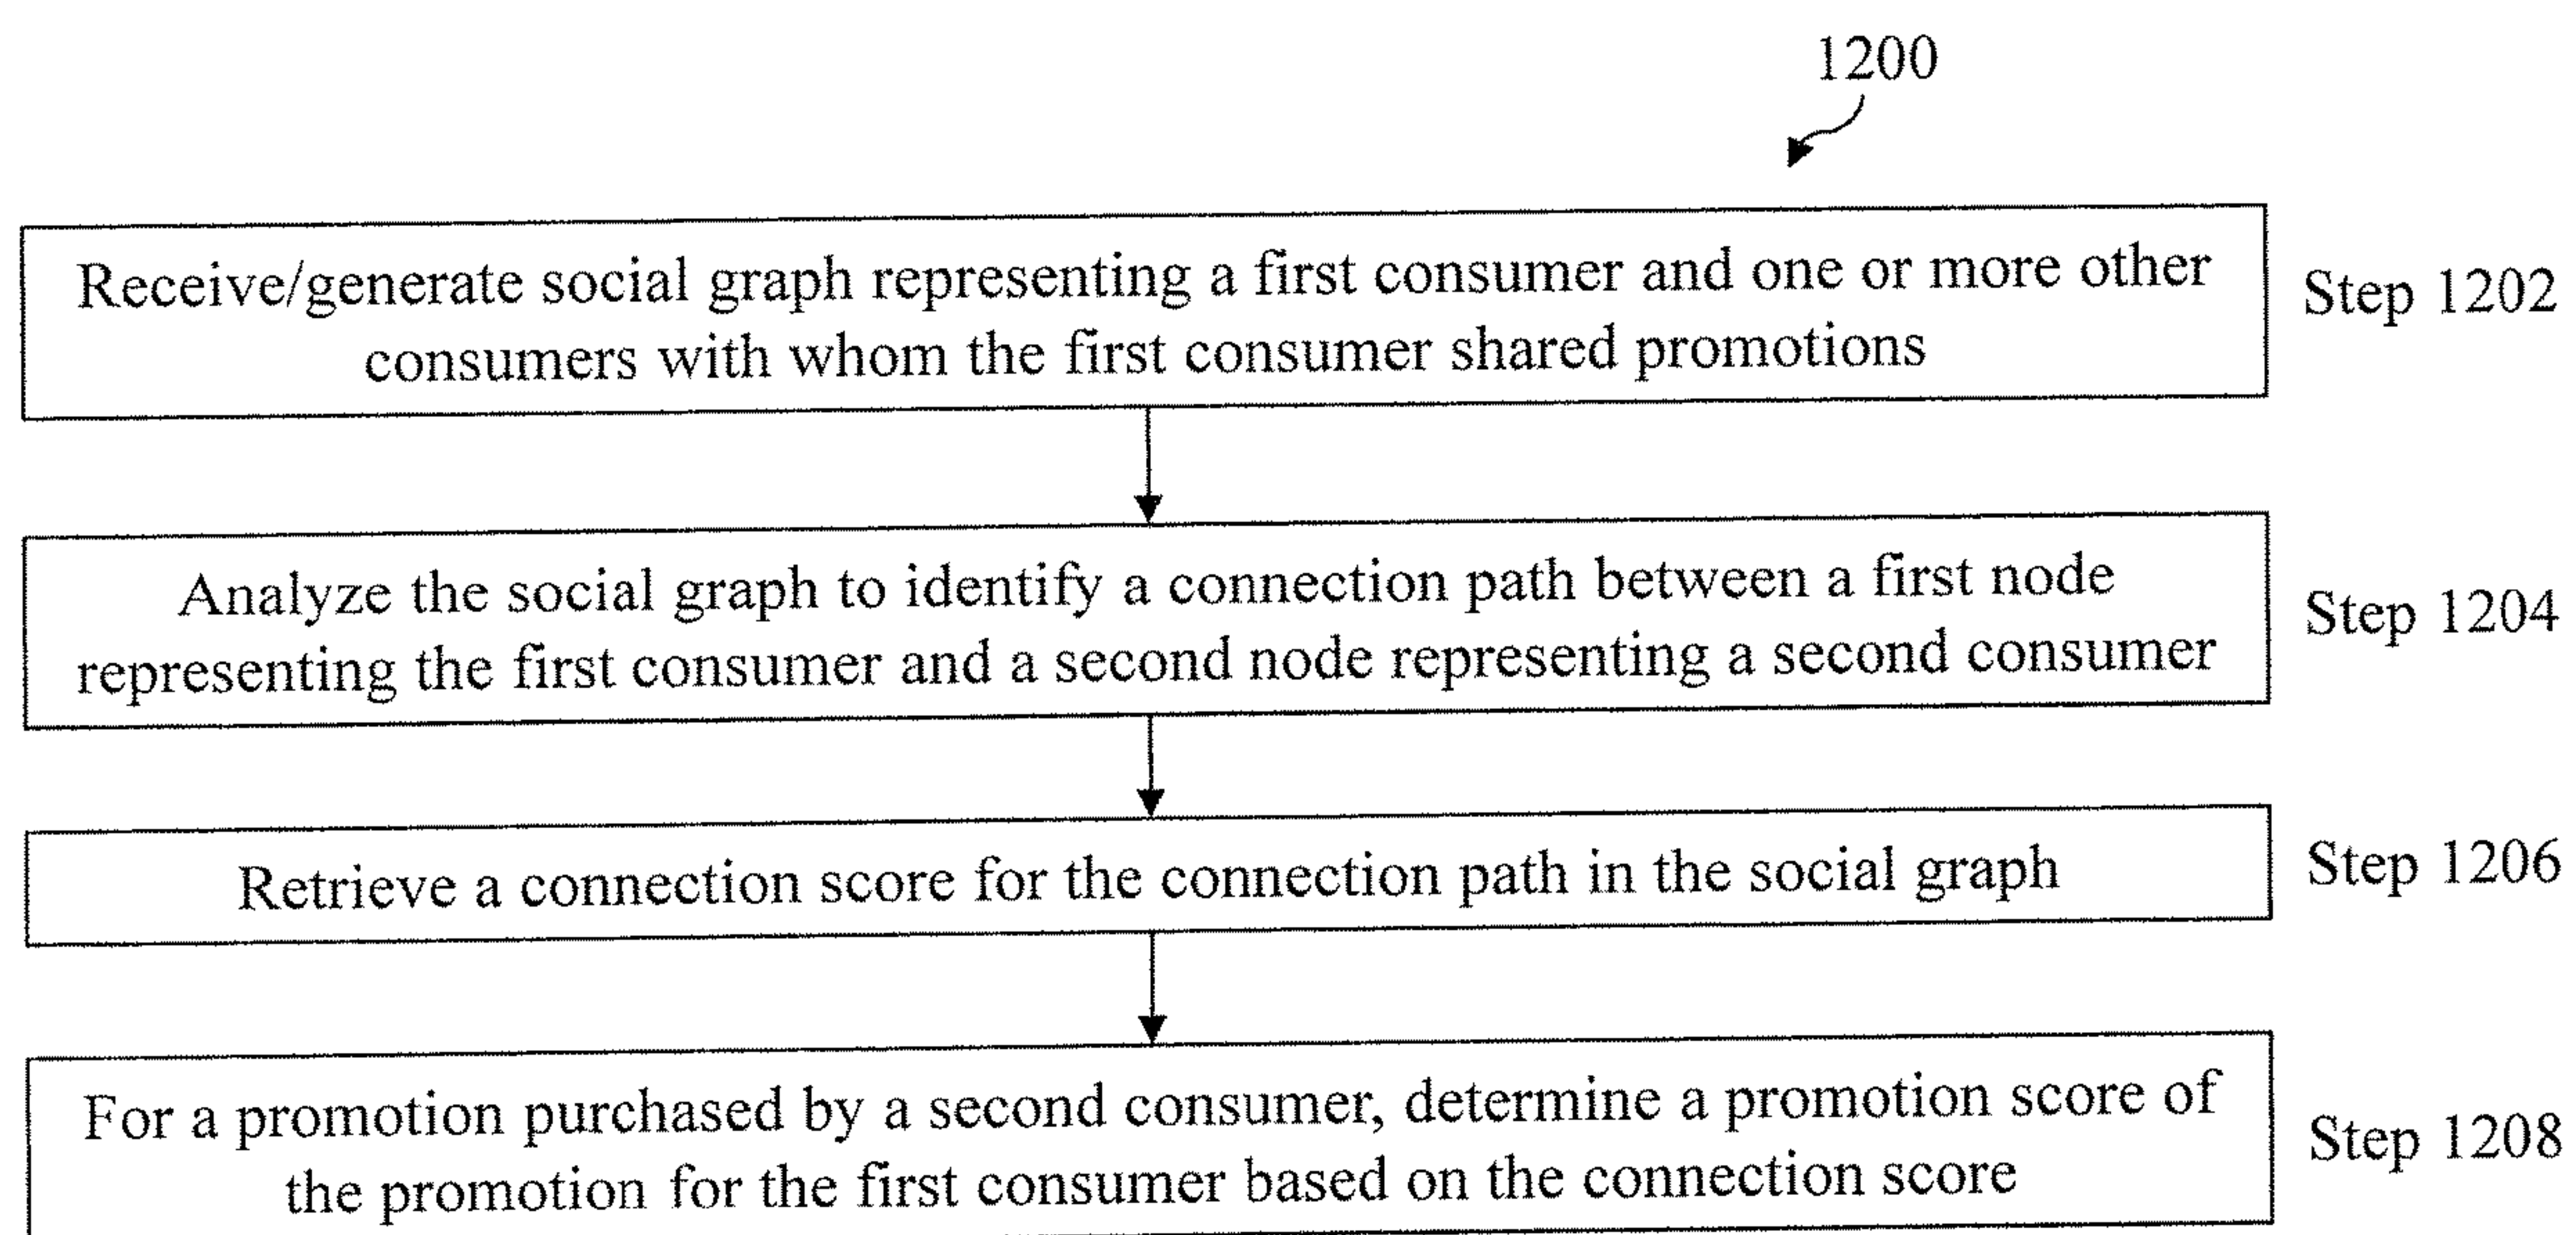 1200
Receive/generate social graph representing a first consumer and one or more other
consumers with whom the first consumer shared promotions
Step 1202
Analyze the social graph to identify a connection path between a first node
representing the first consumer and a second node representing a second consumer
Step 1204
Retrieve a connection score for the connection path in the social graph
Step 1206
For a promotion purchased by a second consumer, determine a promotion score of
the promotion for the first consumer based on the connection score
Step 1208